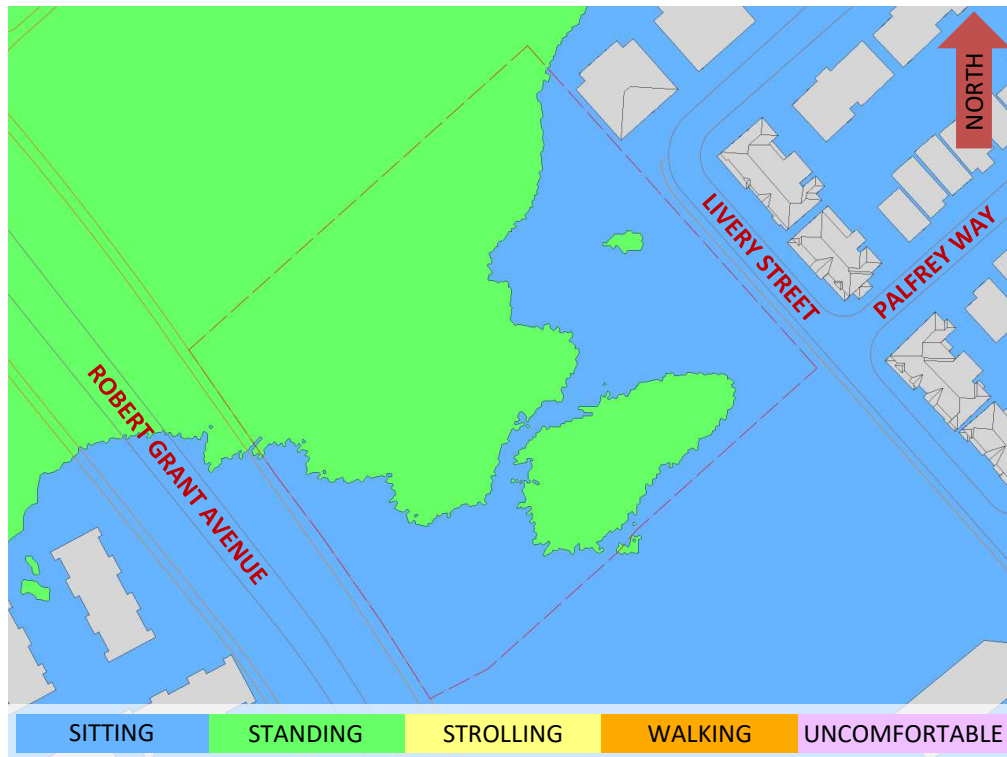 NORTH
LIVERY STREET
PALFREY WAY
ROBERT GRANT AVENUE
SITTING
STANDING
STROLLING
WALKING
UNCOMFORTABLE